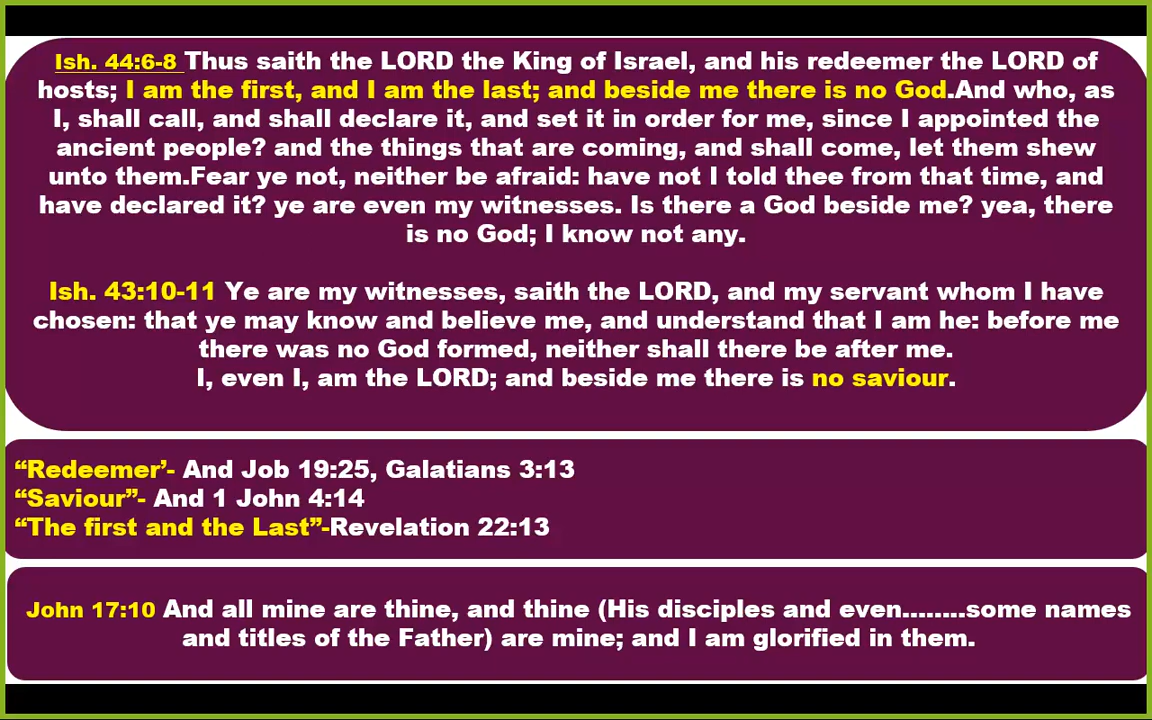 Ish. 44:6-8 Thus saith the LORD the King of Israel, and his redeemer the LORD of
hosts; I am the first, and I am the last; and beside me there is no God.And who, as
I, shall call, and shall declare it, and set it in order for me, since I appointed the
ancient people? and the things that are coming, and shall come, let them shew
unto them.Fear ye not, neither be afraid: have not I told thee from that time, and
have declared it? ye are even my witnesses. Is there a God beside me? yea, there
is no God; I know not any.
Ish. 43:10-11 Ye are my witnesses, saith the LORD, and my servant whom I have
chosen: that ye may know and believe me, and understand that I am he: before me
there was no God formed, neither shall there be after me.
I, even I, am the LORD; and beside me there is no saviour.
“Redeemer’- And Job 19:25, Galatians 3:13
“Saviour”- And 1 John 4:14
“The first and the Last”-Revelation 22:13
John 17:10 And all mine are thine, and thine (His disciples and even........some names
and titles of the Father) are mine; and I am glorified in them.